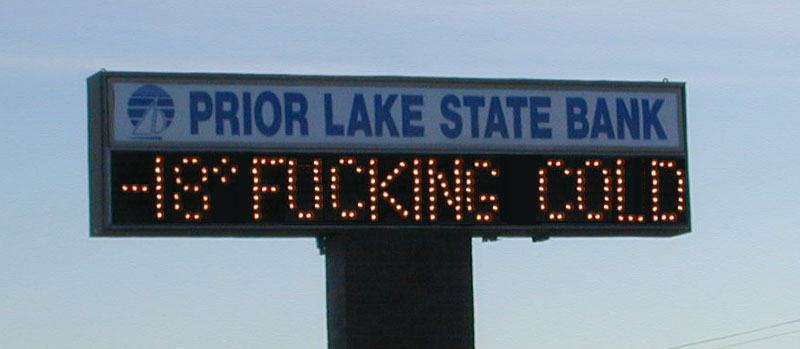 PRIOR LAKE STATE BANK
-18° FUCKING COLD